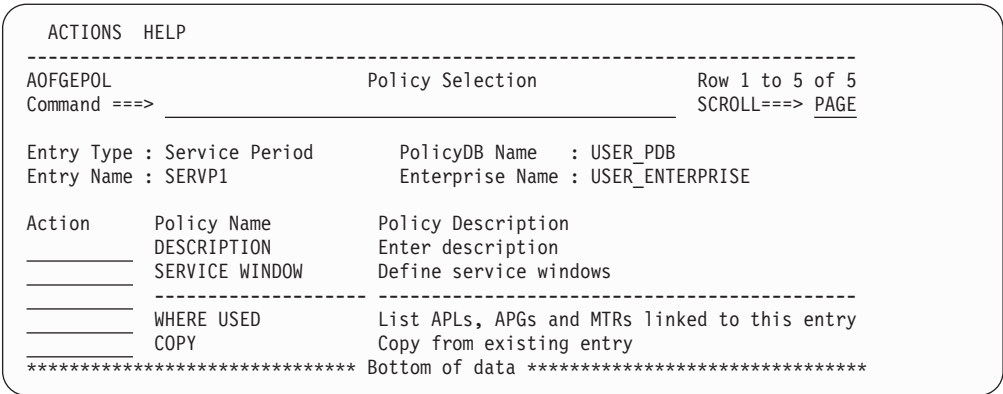 ACTIONS  HELP
------------------------------------------------------------------------------
AOFGEPOL                        Policy Selection               Row 1 to 5 of 5
Command ===>                                                   SCROLL===> PAGE
Entry Type : Service Period        PolicyDB Name   : USER_PDB
Entry Name : SERVP1                Enterprise Name : USER_ENTERPRISE
Action      Policy Name          Policy Description
            DESCRIPTION          Enter description
            SERVICE WINDOW       Define service windows
            -------------------- ---------------------------------------------
            WHERE USED           List APLs, APGs and MTRs linked to this entry
            COPY                 Copy from existing entry
******************************* Bottom of data ********************************